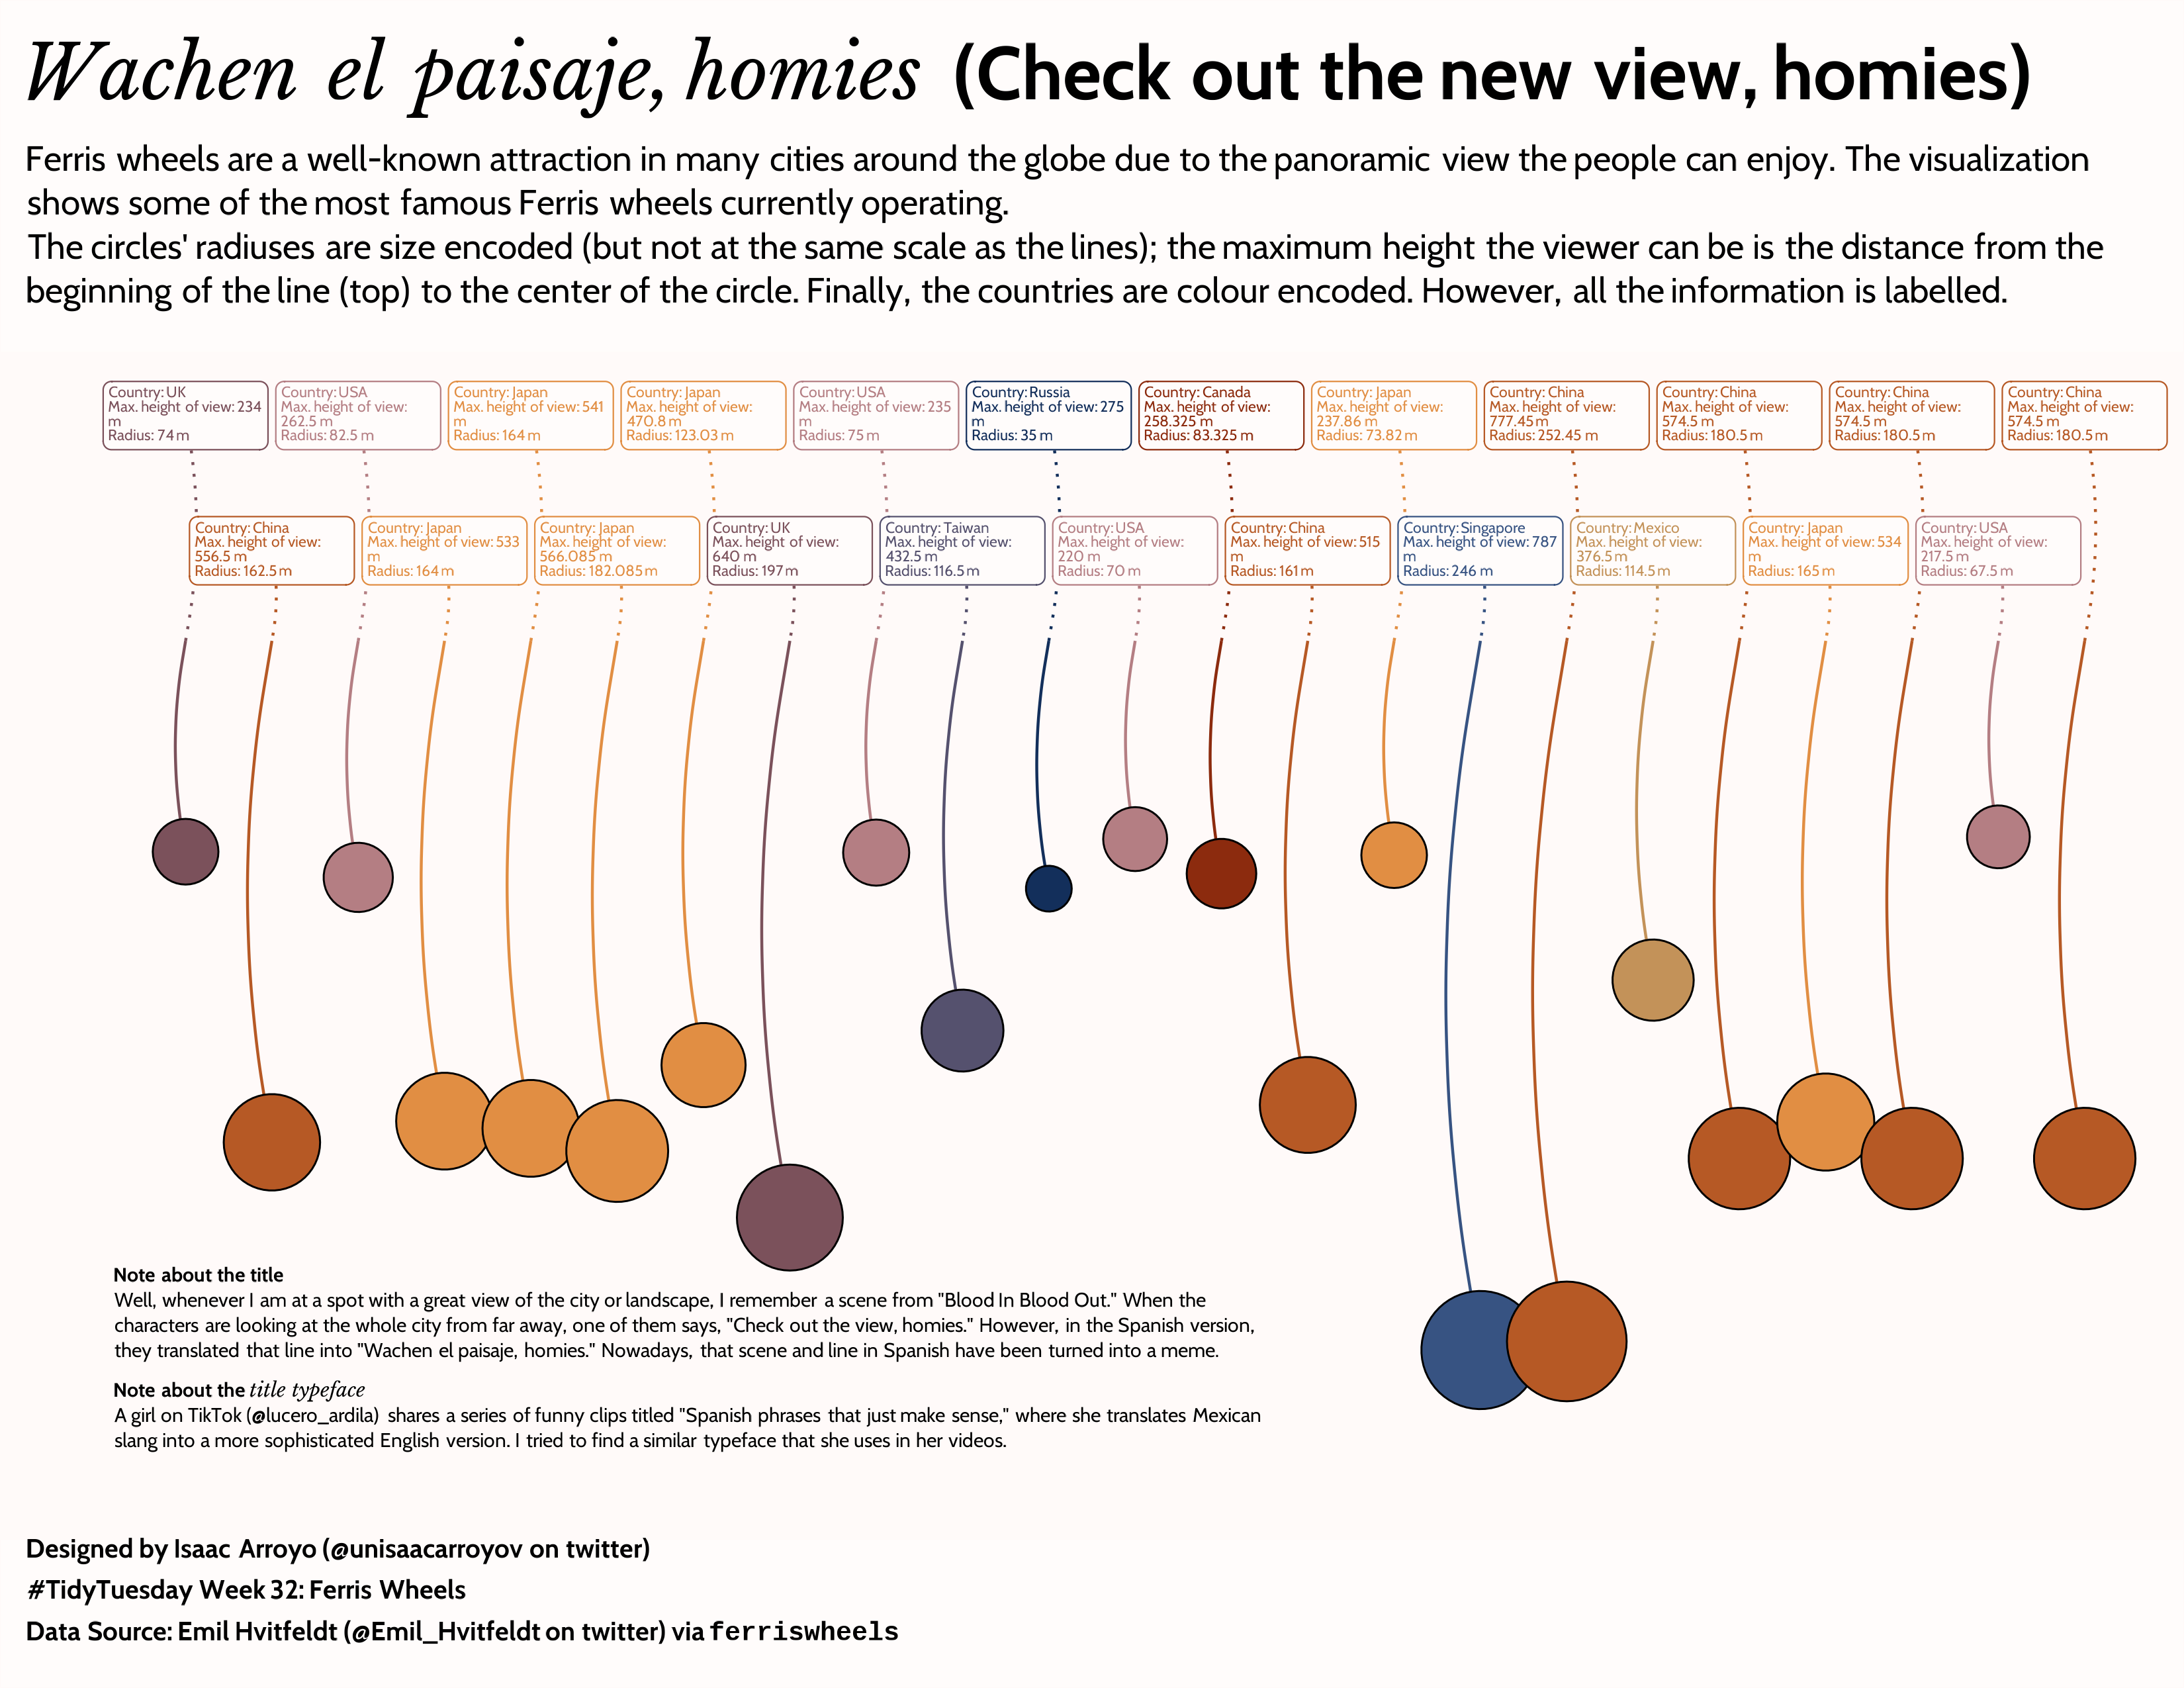 Wachen el paisaje, homies (Check out the new view, homies)
Ferris wheels are a well-known attraction in many cities around the globe due to the panoramic view the people can enjoy. The visualization
shows some of the most famous Ferris wheels currently operating.
The circles' radiuses are size encoded (but not at the same scale as the lines); the maximum height the viewer can be is the distance from the
beginning of the line (top) to the center of the circle. Finally, the countries are colour encoded. However, all the information is labelled.
Country: UK
Max. height of view: 234
m
Radius: 74 m
Country: USA
Max. height of view:
262.5 m
Radius: 82.5 m
Country: Japan
Max. height of view: 541
m
Radius: 164 m
Country: Japan
Max. height of view:
470.8 m
Radius: 123.03 m
Country: USA
Max. height of view: 235
m
Radius: 75 m
Country: Russia
Max. height of view: 275
m
Radius: 35 m
Country: Canada
Max. height of view:
258.325 m
Radius: 83.325 m
Country: Japan
Max. height of view:
237.86 m
Radius: 73.82 m
Country: China
Max. height of view:
777.45 m
Radius: 252.45 m
Country: China
Max. height of view:
574.5 m
Radius: 180.5 m
Country: China
Max. height of view:
574.5 m
Radius: 180.5 m
Country: China
Max. height of view:
574.5 m
Radius: 180.5 m
Country: China
Max. height of view:
556.5 m
Radius: 162.5 m
Country: Japan
Max. height of view: 533
m
Radius: 164 m
Country: Japan
Max. height of view:
566.085 m
Radius: 182.085 m
Country: UK
Max. height of view:
640 m
Radius: 197 m
Country: Taiwan
Max. height of view:
432.5 m
Radius: 116.5 m
Country: USA
Max. height of view:
220 m
Radius: 70 m
Country: China
Max. height of view: 515
m
Radius: 161 m
Country: Singapore
Max. height of view: 787
m
Radius: 246 m
Country: Mexico
Max. height of view:
376.5 m
Radius: 114.5 m
Country: Japan
Max. height of view: 534
m
Radius: 165 m
Country: USA
Max. height of view:
217.5 m
Radius: 67.5 m
Note about the title
Well, whenever I am at a spot with a great view of the city or landscape, I remember a scene from "Blood In Blood Out." When the
characters are looking at the whole city from far away, one of them says, "Check out the view, homies." However, in the Spanish version,
they translated that line into "Wachen el paisaje, homies." Nowadays, that scene and line in Spanish have been turned into a meme.
Note about the title typeface
A girl on TikTok (@lucero_ardila) shares a series of funny clips titled "Spanish phrases that just make sense," where she translates Mexican
slang into a more sophisticated English version. I tried to find a similar typeface that she uses in her videos.
Designed by Isaac Arroyo (@unisaacarroyov on twitter)
#TidyTuesday Week 32: Ferris Wheels
Data Source: Emil Hvitfeldt (@Emil_Hvitfeldt on twitter) via ferriswheels